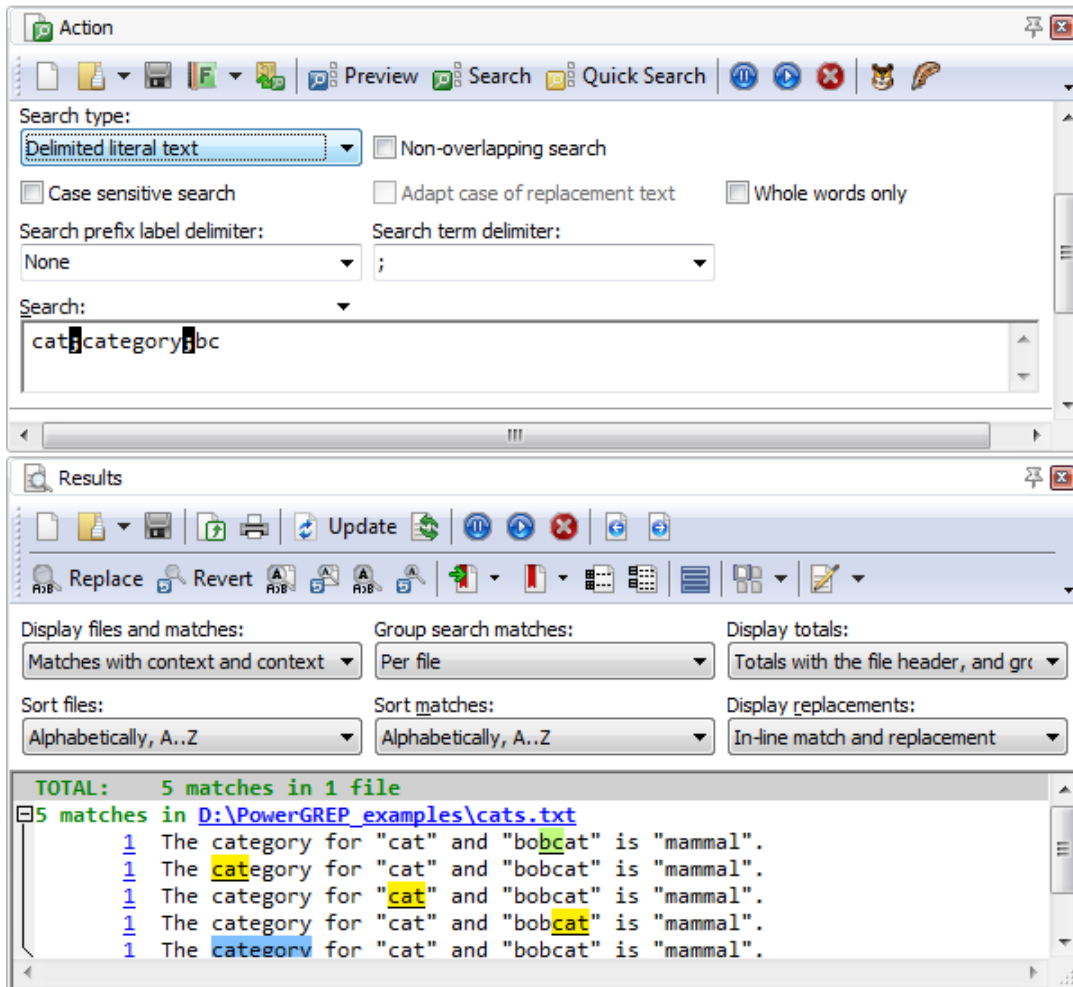 Action
Preview Search Quick Search
Search type:
Delimited literal text Non-overlapping search
Case sensitive search Adapt case of replacement text Whole words only
Search prefix label delimiter: Search term delimiter:
None ;
Search:
cat;category;bc
Results
Update
Replace Revert
Display files and matches: Group search matches: Display totals:
Matches with context and context Per file Totals with the file header, and gro
Sort files: Sort matches: Display replacements:
Alphabetically, A..Z Alphabetically, A..Z In-line match and replacement
TOTAL: 5 matches in 1 file
5 matches in D:\PowerGREP_examples\cats.txt
1 The category for "cat" and "bobcat" is "mammal".
1 The category for "cat" and "bobcat" is "mammal".
1 The category for "cat" and "bobcat" is "mammal".
1 The category for "cat" and "bobcat" is "mammal".
1 The category for "cat" and "bobcat" is "mammal".